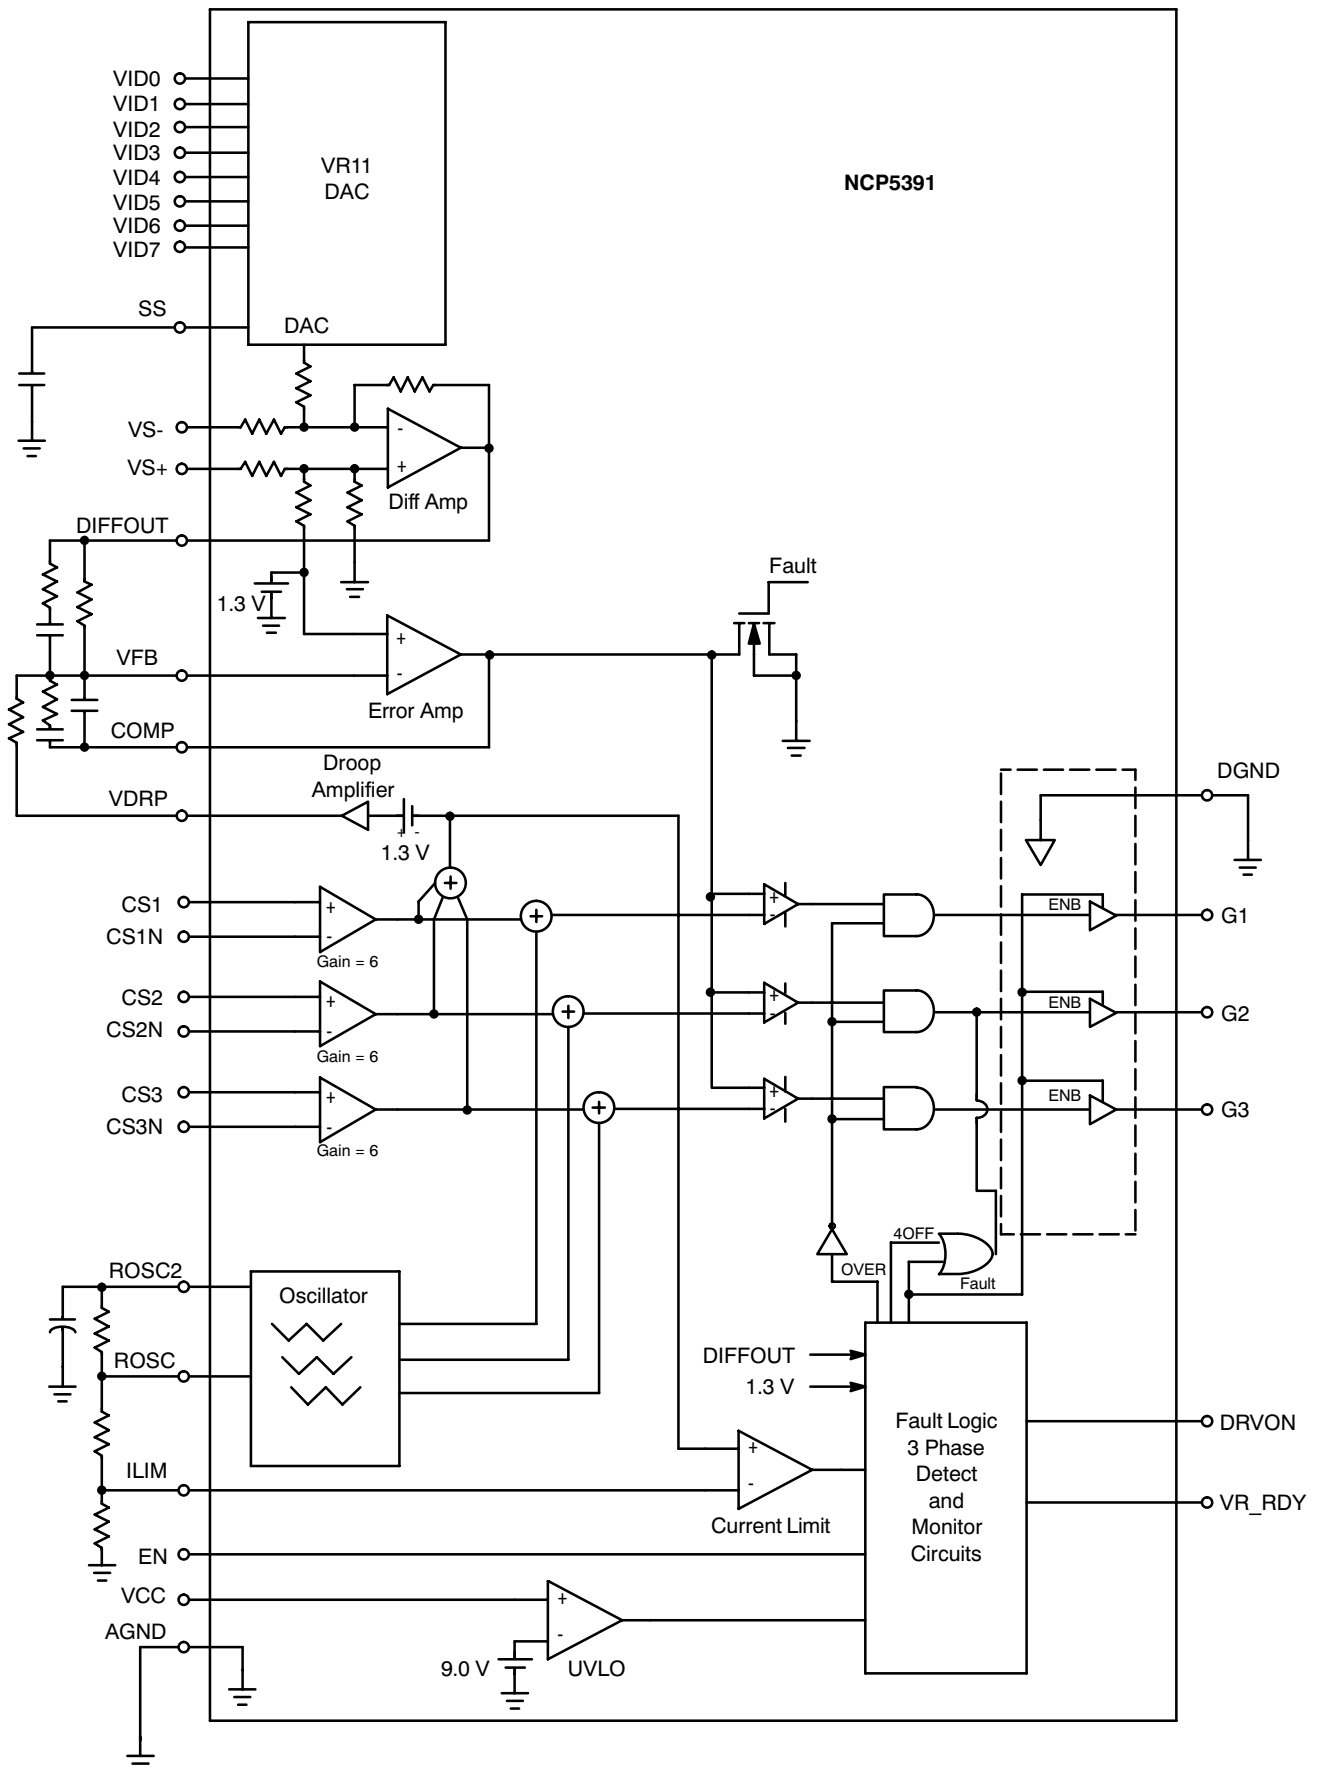 VID0
VID1
VID2
VID3
VID4
VID5
VID6
VID7
VR11
DAC
NCP5391
SS
DAC
VS-
VS+
-
+
Diff Amp
DIFFOUT
1.3 V
Fault
VFB
+
-
Error Amp
COMP
Droop
Amplifier
VDRP
+ -
1.3 V
DGND
+
CS1
CS1N
+
-
Gain = 6
+
+
-
ENB
G1
CS2
CS2N
+
-
Gain = 6
+
+
-
ENB
G2
CS3
CS3N
+
-
Gain = 6
+
+
-
ENB
G3
4OFF
OVER
Fault
ROSC2
Oscillator
ROSC
DIFFOUT
1.3 V
Fault Logic
3 Phase
Detect
and
Monitor
Circuits
DRVON
VR_RDY
ILIM
+
-
Current Limit
EN
VCC
+
-
AGND
9.0 V
UVLO